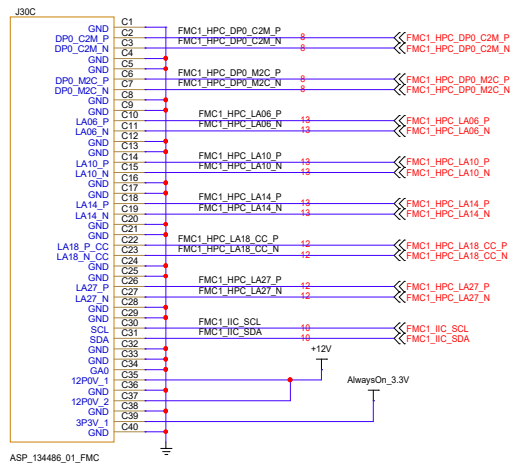 J30C
GND C1
DP0_C2M_P C2 FMC1_HPC_DP0_C2M_P 8 FMC1_HPC_DP0_C2M_P
DP0_C2M_N C3 FMC1_HPC_DP0_C2M_N 8 FMC1_HPC_DP0_C2M_N
GND C4
GND C5
DP0_M2C_P C6 FMC1_HPC_DP0_M2C_P 8 FMC1_HPC_DP0_M2C_P
DP0_M2C_N C7 FMC1_HPC_DP0_M2C_N 8 FMC1_HPC_DP0_M2C_N
GND C8
GND C9
LA06_P C10 FMC1_HPC_LA06_P 13 FMC1_HPC_LA06_P
LA06_N C11 FMC1_HPC_LA06_N 13 FMC1_HPC_LA06_N
GND C12
GND C13
LA10_P C14 FMC1_HPC_LA10_P 13 FMC1_HPC_LA10_P
LA10_N C15 FMC1_HPC_LA10_N 13 FMC1_HPC_LA10_N
GND C16
GND C17
LA14_P C18 FMC1_HPC_LA14_P 13 FMC1_HPC_LA14_P
LA14_N C19 FMC1_HPC_LA14_N 13 FMC1_HPC_LA14_N
GND C20
GND C21
LA18_P_CC C22 FMC1_HPC_LA18_CC_P 12 FMC1_HPC_LA18_CC_P
LA18_N_CC C23 FMC1_HPC_LA18_CC_N 12 FMC1_HPC_LA18_CC_N
GND C24
GND C25
LA27_P C26 FMC1_HPC_LA27_P 12 FMC1_HPC_LA27_P
LA27_N C27 FMC1_HPC_LA27_N 12 FMC1_HPC_LA27_N
GND C28
GND C29
SCL C30 FMC1_IIC_SCL 10 FMC1_IIC_SCL
SDA C31 FMC1_IIC_SDA 10 FMC1_IIC_SDA
GND C32
GND C33 +12V
GA0 C34
12P0V_1 C35 AlwaysOn_3.3V
GND C36
12P0V_2 C37
GND C38
3P3V_1 C39
GND C40
ASP_134486_01_FMC